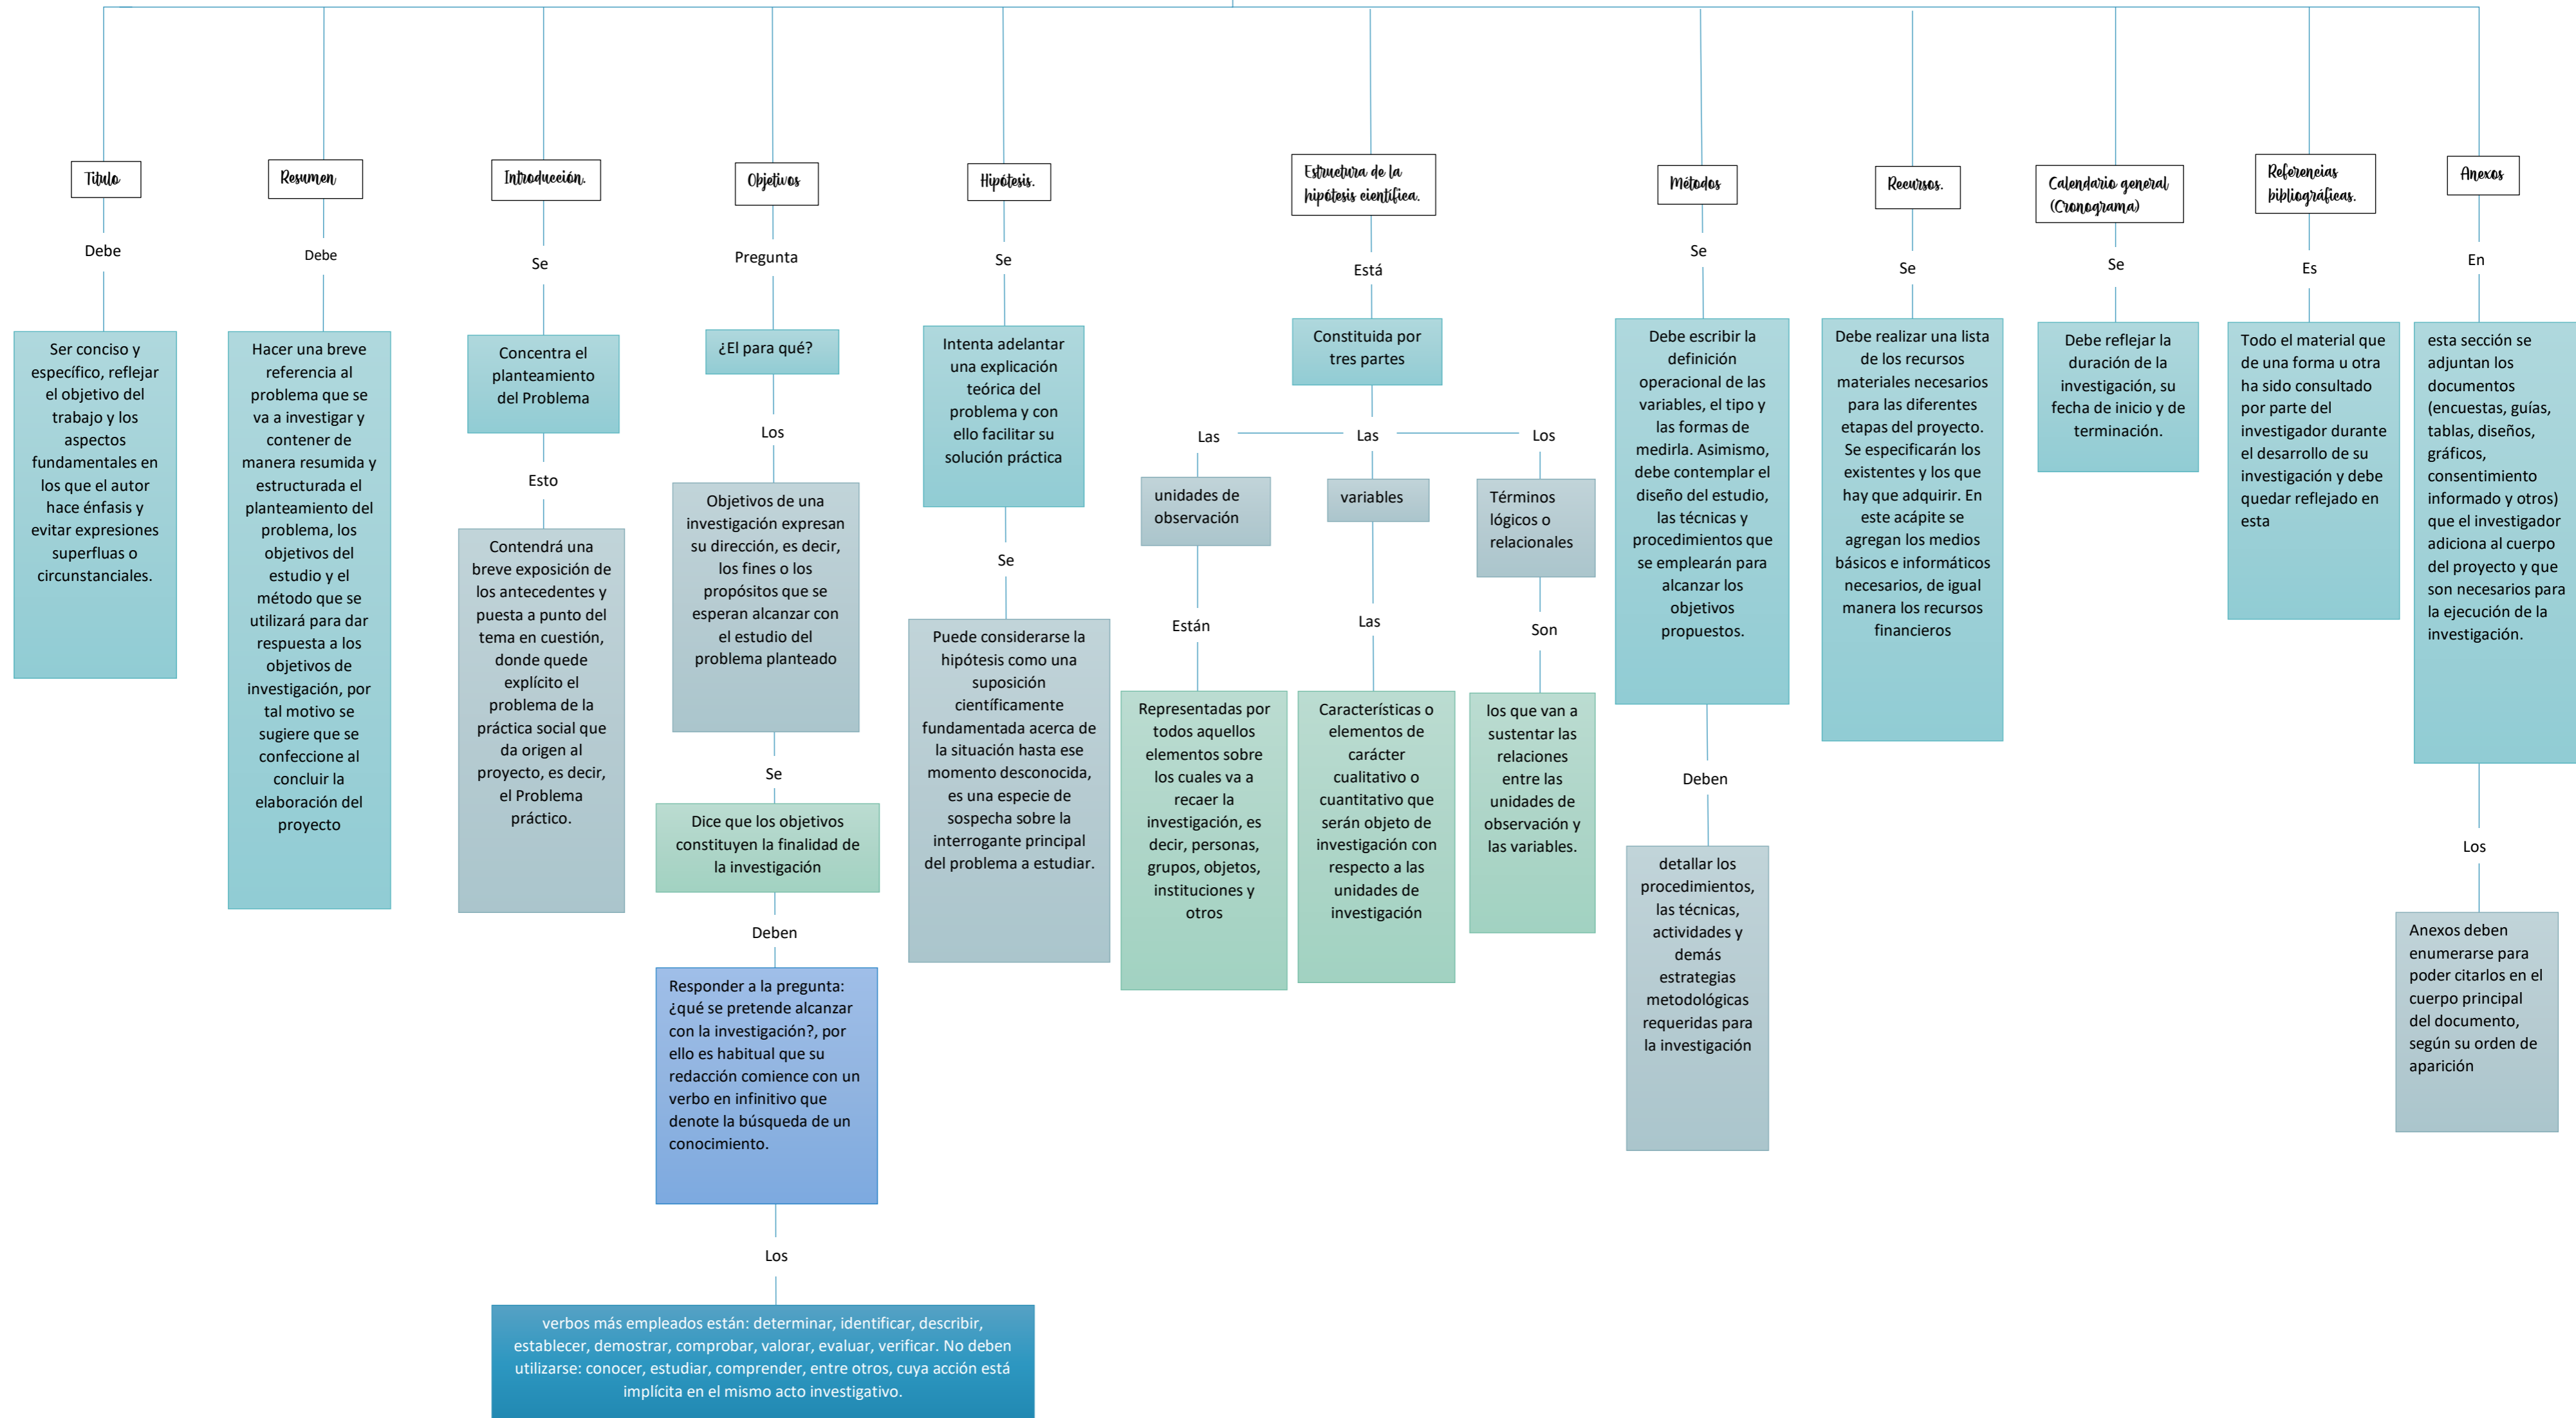 Titulo
Debe
Ser conciso y
específico, reflejar
el objetivo del
trabajo y los
aspectos
fundamentales en
los que el autor
hace énfasis y
evitar expresiones
superfluas o
circunstanciales.
Resumen
Debe
Hacer una breve
referencia al
problema que se
va a investigar y
contener de
manera resumida y
estructurada el
planteamiento del
problema, los
objetivos del
estudio y el
método que se
utilizará para dar
respuesta a los
objetivos de
investigación, por
tal motivo se
sugiere que se
confeccione al
concluir la
elaboración del
proyecto
Introducción.
Se
Concentra el
planteamiento
del Problema
Esto
Contendrá una
breve exposición de
los antecedentes y
puesta a punto del
tema en cuestión,
donde quede
explícito el
problema de la
práctica social que
da origen al
proyecto, es decir,
el Problema
práctico.
Objetivos
Pregunta
¿El para qué?
Los
Objetivos de una
investigación expresan
su dirección, es decir,
los fines o los
propósitos que se
esperan alcanzar con
el estudio del
problema planteado
Se
Dice que los objetivos
constituyen la finalidad de
la investigación
Deben
Responder a la pregunta:
¿qué se pretende alcanzar
con la investigación?, por
ello es habitual que su
redacción comience con un
verbo en infinitivo que
denote la búsqueda de un
conocimiento.
Los
verbos más empleados están: determinar, identificar, describir,
establecer, demostrar, comprobar, valorar, evaluar, verificar. No deben
utilizarse: conocer, estudiar, comprender, entre otros, cuya acción está
implícita en el mismo acto investigativo.
Hipótesis.
Se
Intenta adelantar
una explicación
teórica del
problema y con
ello facilitar su
solución práctica
Se
Puede considerarse la
hipótesis como una
suposición
científicamente
fundamentada acerca de
la situación hasta ese
momento desconocida,
es una especie de
sospecha sobre la
interrogante principal
del problema a estudiar.
Estructura de la
hipótesis científica.
Está
Constituida por
tres partes
Las
unidades de
observación
Están
Representadas por
todos aquellos
elementos sobre
los cuales va a
recaer la
investigación, es
decir, personas,
grupos, objetos,
instituciones y
otros
Las
variables
Las
Características o
elementos de
carácter
cualitativo o
cuantitativo que
serán objeto de
investigación con
respecto a las
unidades de
investigación
Los
Términos
lógicos o
relacionales
Son
los que van a
sustentar las
relaciones
entre las
unidades de
observación y
las variables.
Métodos
Se
Debe escribir la
definición
operacional de las
variables, el tipo y
las formas de
medirla. Asimismo,
debe contemplar el
diseño del estudio,
las técnicas y
procedimientos que
se emplearán para
alcanzar los
objetivos
propuestos.
Deben
detallar los
procedimientos,
las técnicas,
actividades y
demás
estrategias
metodológicas
requeridas para
la investigación
Recursos.
Se
Debe realizar una lista
de los recursos
materiales necesarios
para las diferentes
etapas del proyecto.
Se especificarán los
existentes y los que
hay que adquirir. En
este acápite se
agregan los medios
básicos e informáticos
necesarios, de igual
manera los recursos
financieros
Calendario general
(Cronograma)
Se
Debe reflejar la
duración de la
investigación, su
fecha de inicio y de
terminación.
Referencias
bibliográficas.
Es
Todo el material que
de una forma u otra
ha sido consultado
por parte del
investigador durante
el desarrollo de su
investigación y debe
quedar reflejado en
esta
Anexos
En
esta sección se
adjuntan los
documentos
(encuestas, guías,
tablas, diseños,
gráficos,
consentimiento
informado y otros)
que el investigador
adiciona al cuerpo
del proyecto y que
son necesarios para
la ejecución de la
investigación.
Los
Anexos deben
enumerarse para
poder citarlos en el
cuerpo principal
del documento,
según su orden de
aparición